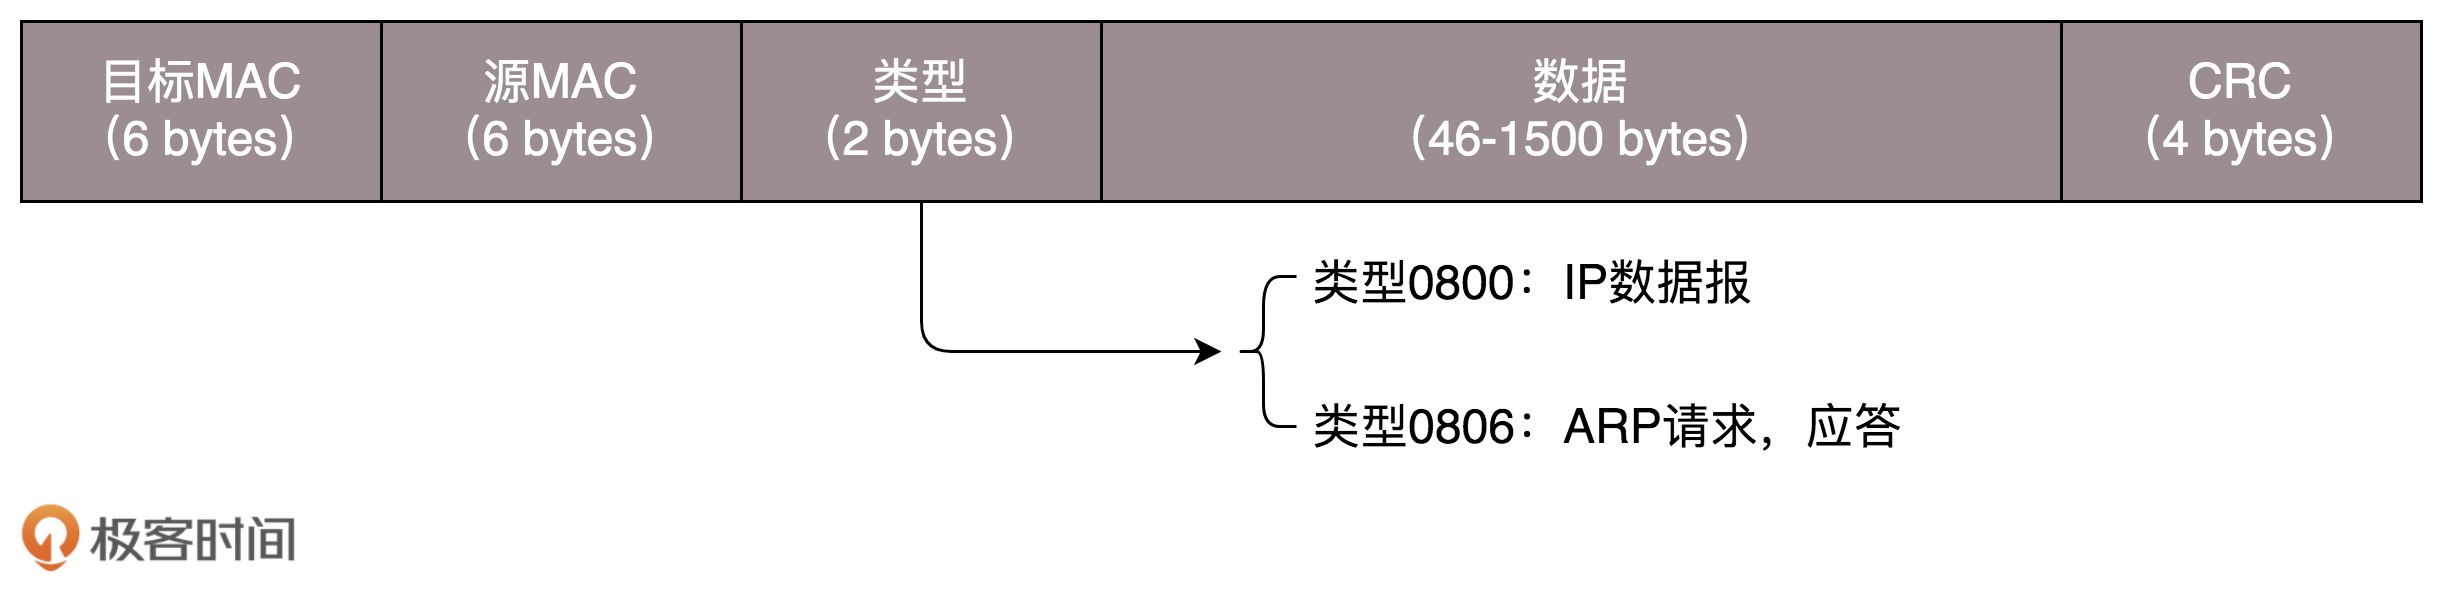 目标MAC
(6 bytes)
源MAC
(6 bytes)
类型
(2 bytes)
数据
(46-1500 bytes)
CRC
(4 bytes)
类型0800：IP数据报
类型0806：ARP请求，应答
极客时间